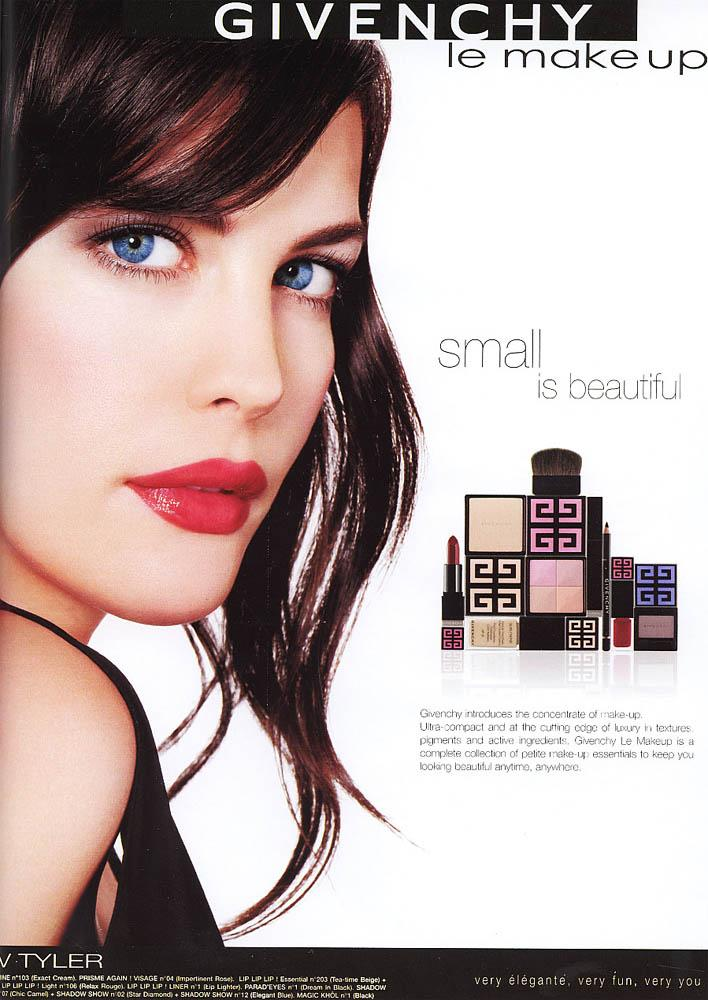 GIVENCHY
le makeup
small
is beautiful
GIVENCHY
Givenchy introduces the concentrate of make-up.
Ultra-compact and at the cutting edge of luxury in textures,
pigments and active ingredients, Givenchy Le Makeup is a
complete collection of petite make-up essentials to keep you
looking beautiful anytime, anywhere.
V TYLER
INE n°103 (Exact Cream). PRISME AGAIN ! VISAGE n°04 (Impertinent Rose). LIP LIP LIP ! Essential n°203 (Tea-time Beige) +
LIP LIP LIP ! Light n°106 (Relax Rouge). LIP LIP LIP ! LINER n°1 (Lip Lighter). PARAD'EYES n°1 (Dream in Black). SHADOW
'07 (Chic Camel) + SHADOW SHOW n°02 (Star Diamond) + SHADOW SHOW n°12 (Elegant Blue). MAGIC KHÔL n°1 (Black)
very élégante, very fun, very you